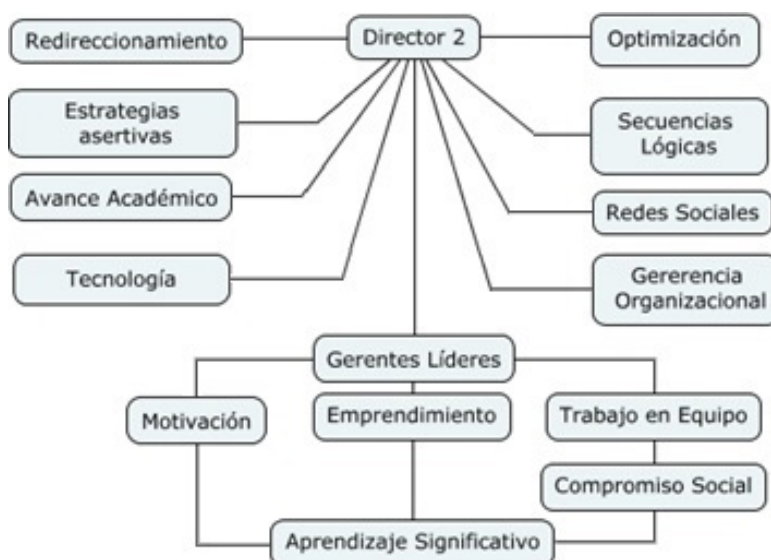 Redireccionamiento
Director 2
Optimización
Estrategias
asertivas
Secuencias
Lógicas
Avance Académico
Redes Sociales
Tecnología
Gererencia
Organizacional
Gerentes Líderes
Motivación
Emprendimiento
Trabajo en Equipo
Compromiso Social
Aprendizaje Significativo